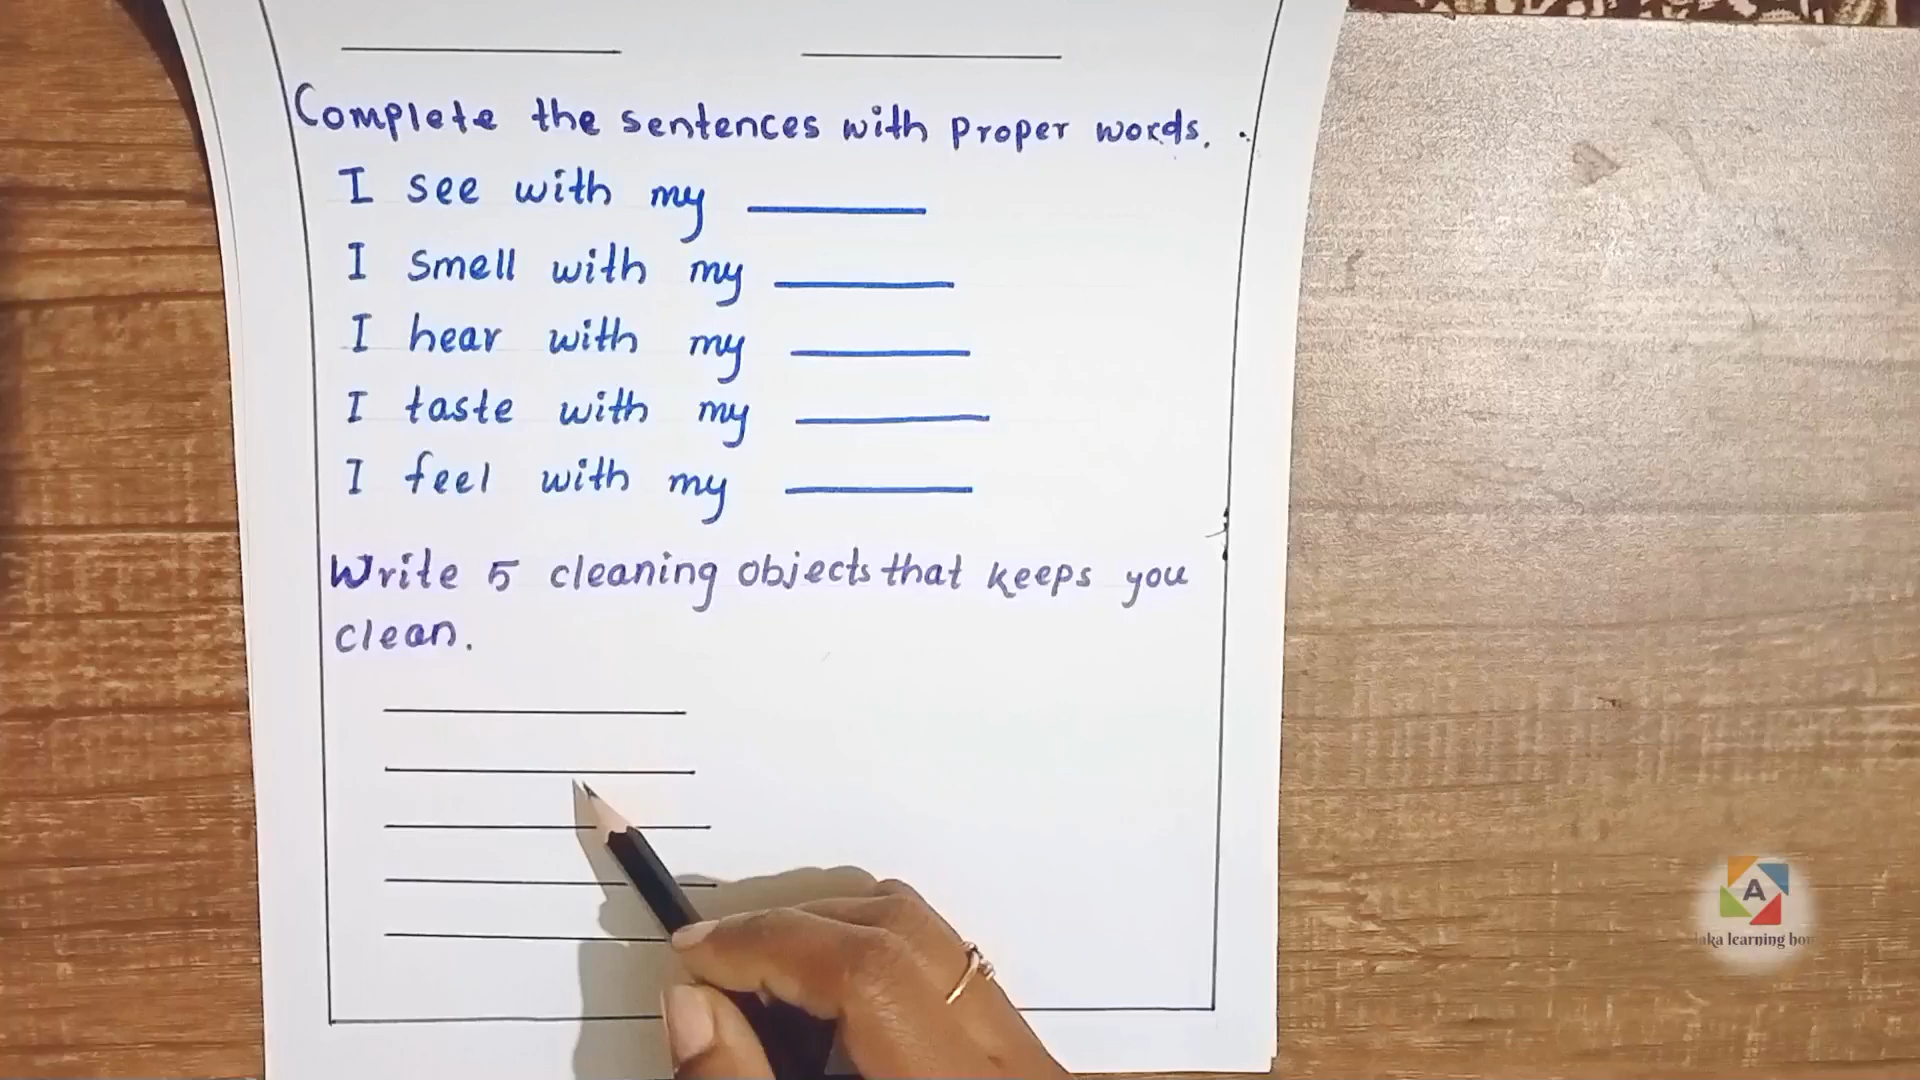 Complete the sentences with proper words.
I see with my
I smell with my
I hear with my
I taste with my
I feel with my
Write 5 cleaning objects that keeps you
clean.
A
learning